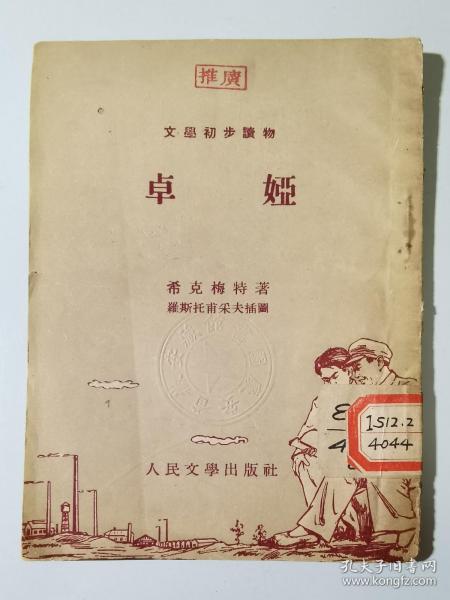 推廣
文學初步讀物
卓婭
希克梅特著
羅斯托甫采夫插圖
人民文學出版社
I512.2
4044
孔夫子旧书网
www.kongfz.com